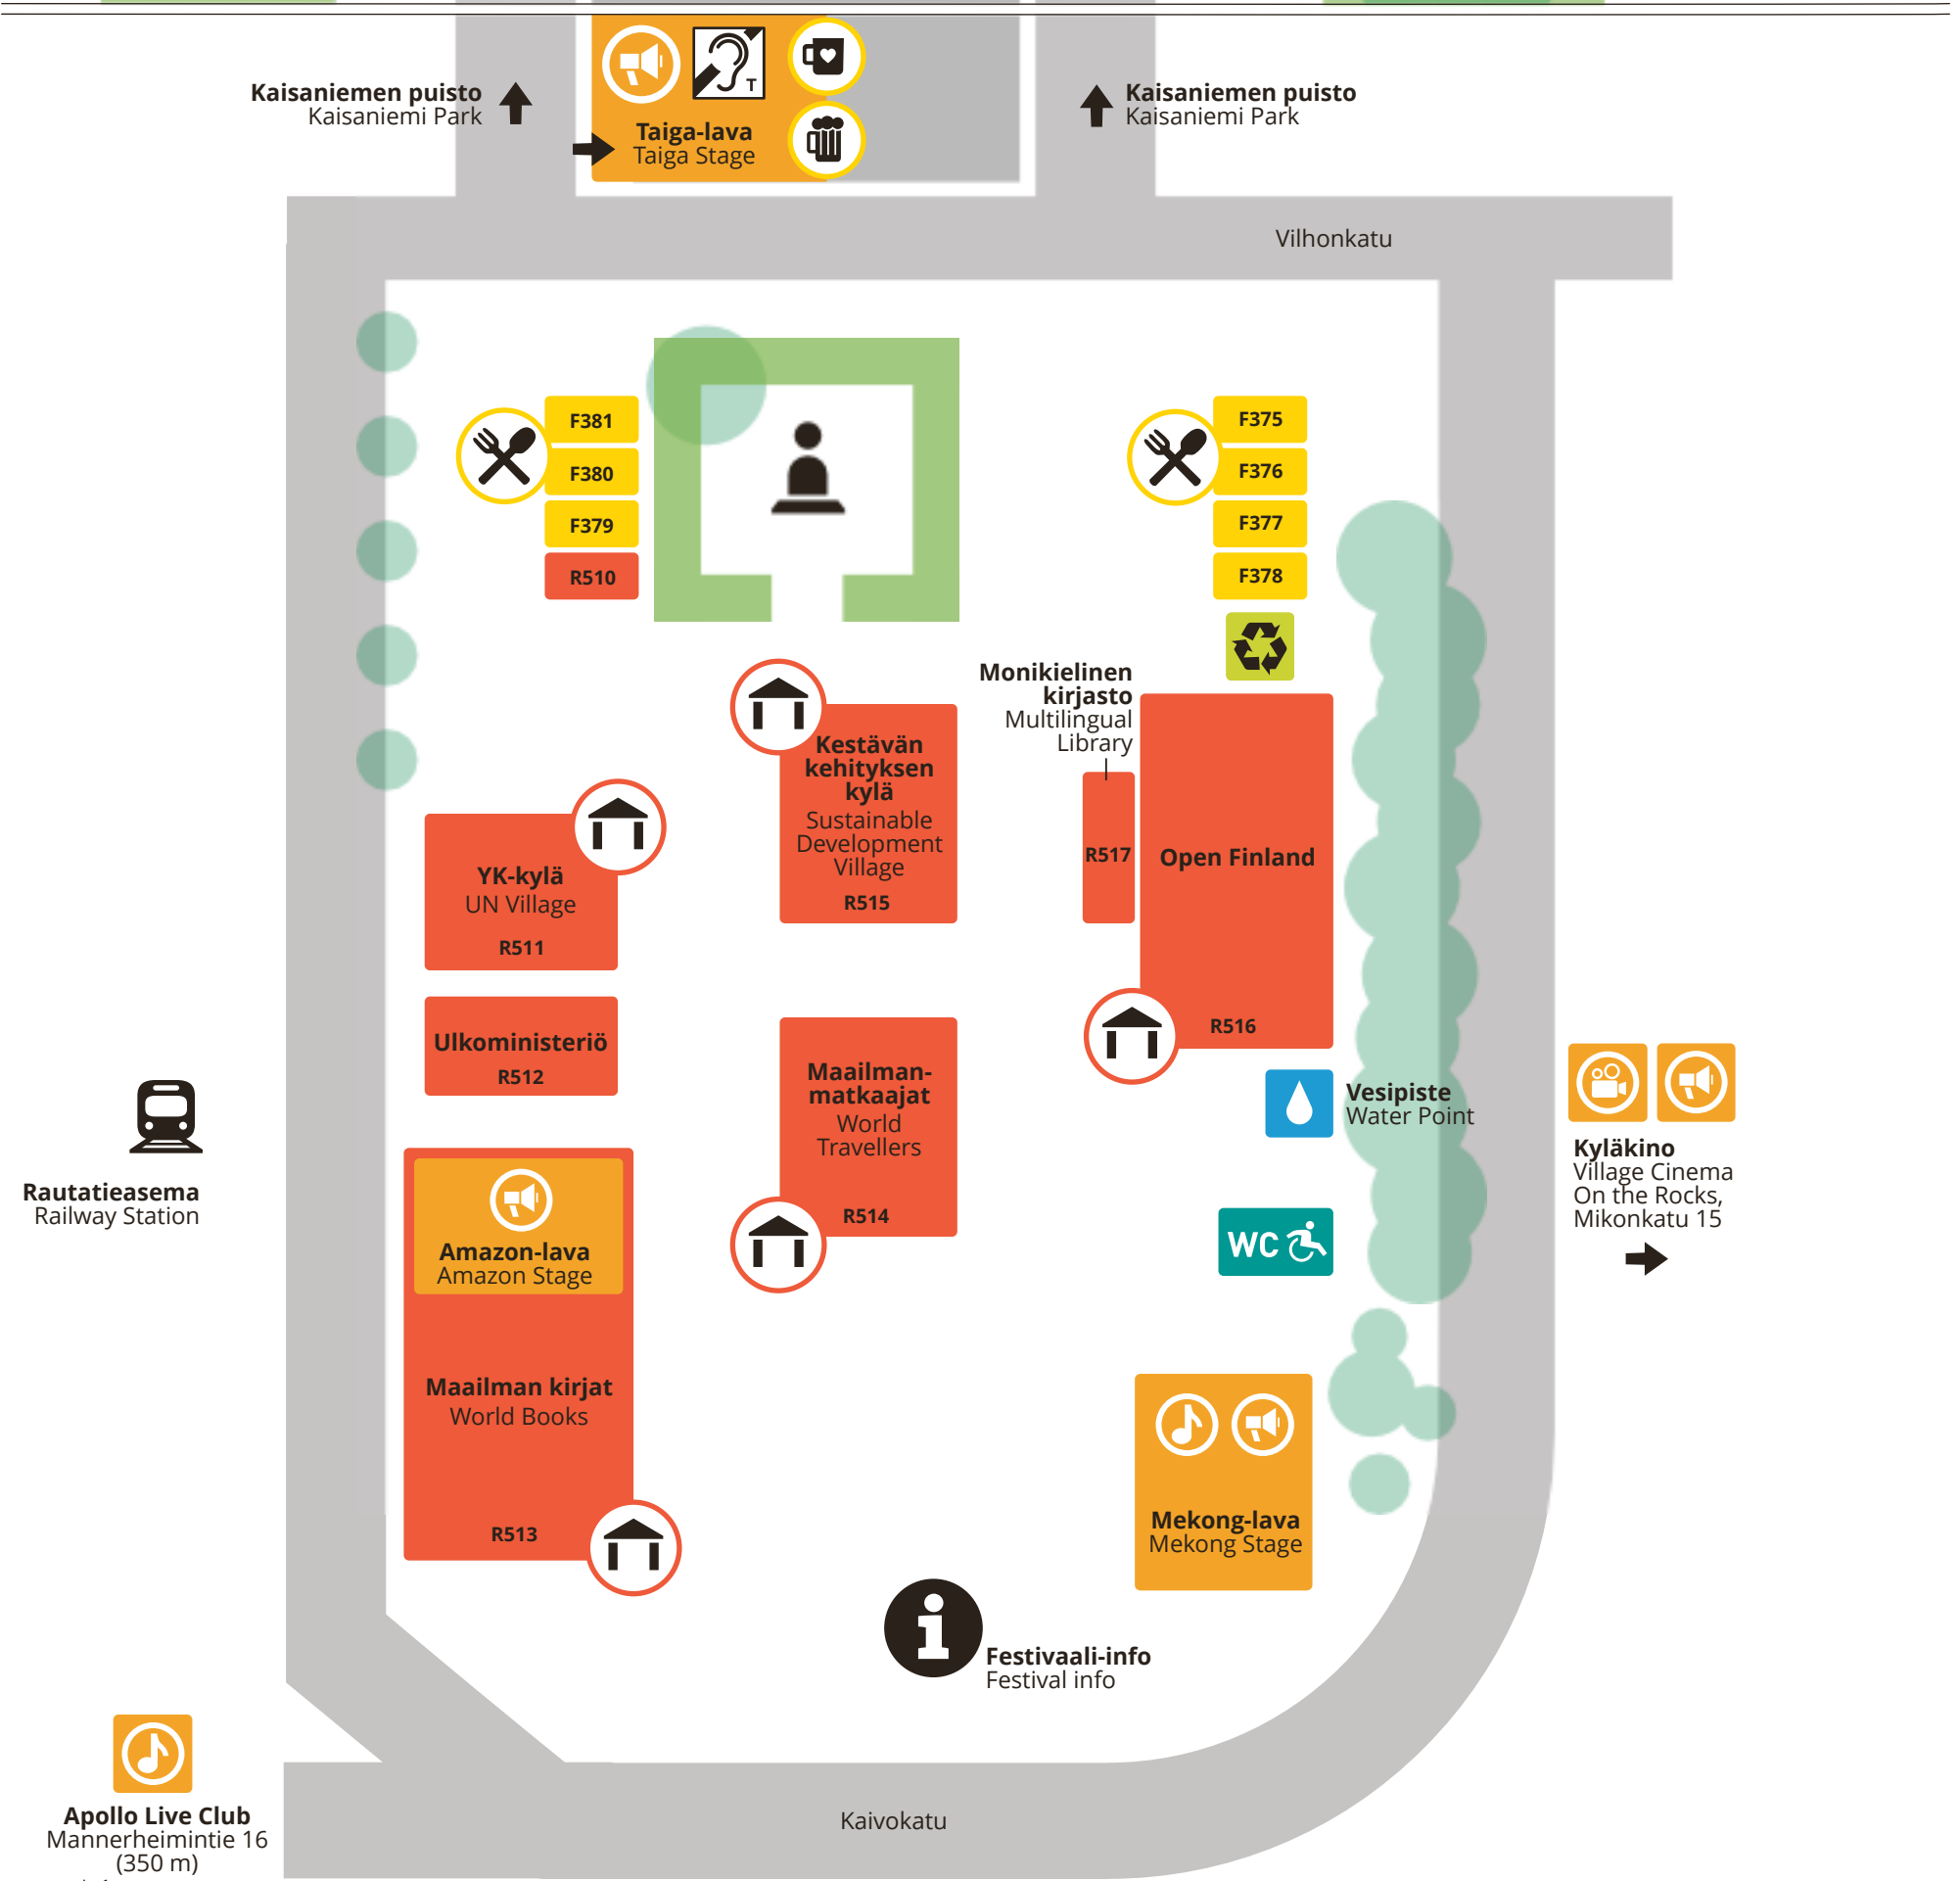 Kaisaniemen puisto
Kaisaniemi Park
T
Taiga-lava
Taiga Stage
Kaisaniemen puisto
Kaisaniemi Park
Vilhonkatu
F381
F380
F379
R510
F375
F376
F377
F378
Monikielinen
kirjasto
Multilingual
Library
Kestävän
kehityksen
kylä
Sustainable
Development
Village
R515
R517
Open Finland
R516
YK-kylä
UN Village
R511
Ulkoministeriö
R512
Maailman-
matkaajat
World
Travellers
R514
Vesipiste
Water Point
Kyläkino
Village Cinema
On the Rocks,
Mikonkatu 15
Rautatieasema
Railway Station
WC
Amazon-lava
Amazon Stage
Maailman kirjat
World Books
R513
Mekong-lava
Mekong Stage
Festivaali-info
Festival info
Apollo Live Club
Mannerheimintie 16
(350 m)
Kaivokatu